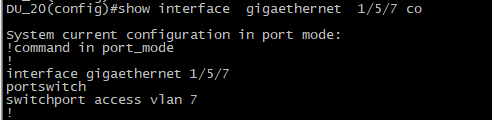 DU_20(config)#show interface  gigaethernet  1/5/7 co
System current configuration in port mode:
!command in port_mode
!
interface gigaethernet 1/5/7
portswitch
switchport access vlan 7
!